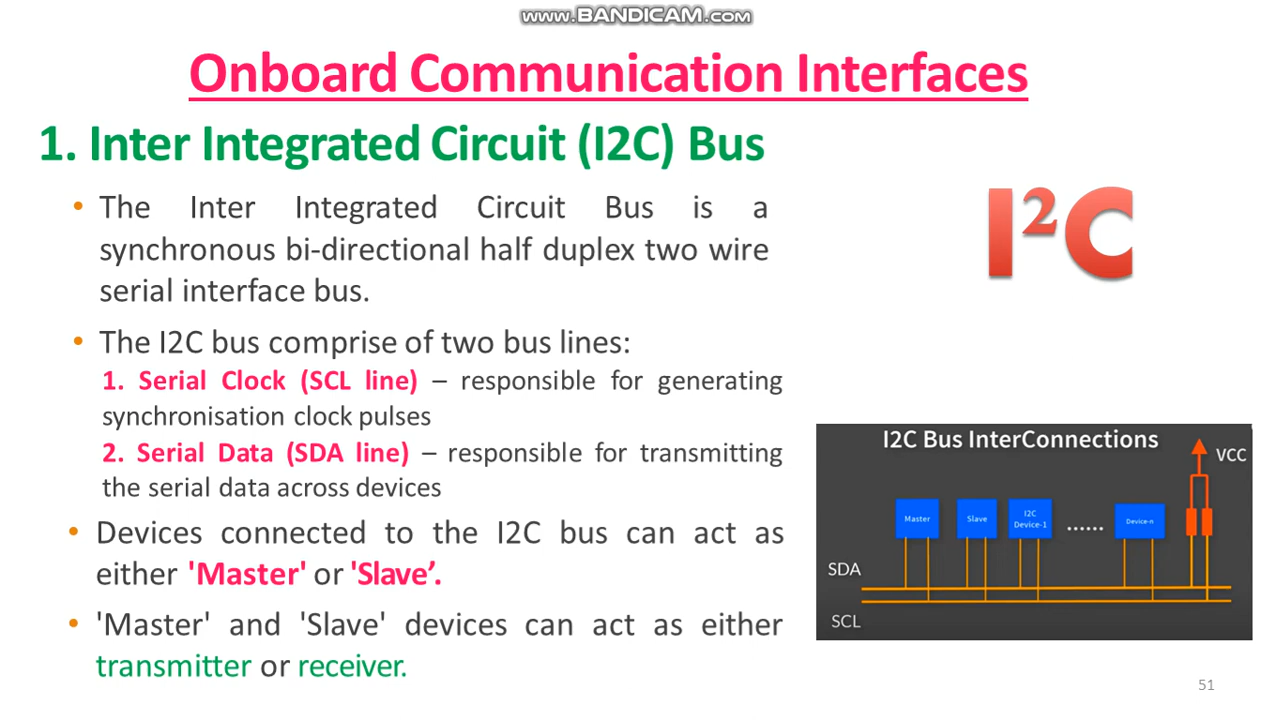 www.BANDICAM.com
Onboard Communication Interfaces
1. Inter Integrated Circuit (I2C) Bus
• The Inter Integrated Circuit Bus is a
synchronous bi-directional half duplex two wire
serial interface bus.
• The I2C bus comprise of two bus lines:
1. Serial Clock (SCL line) – responsible for generating
synchronisation clock pulses
2. Serial Data (SDA line) – responsible for transmitting
the serial data across devices
• Devices connected to the I2C bus can act as
either 'Master' or 'Slave’.
• 'Master' and 'Slave' devices can act as either
transmitter or receiver.
I²C
I2C Bus InterConnections
VCC
Master
Slave
I2C
Device-1
......
Device-n
SDA
SCL
51